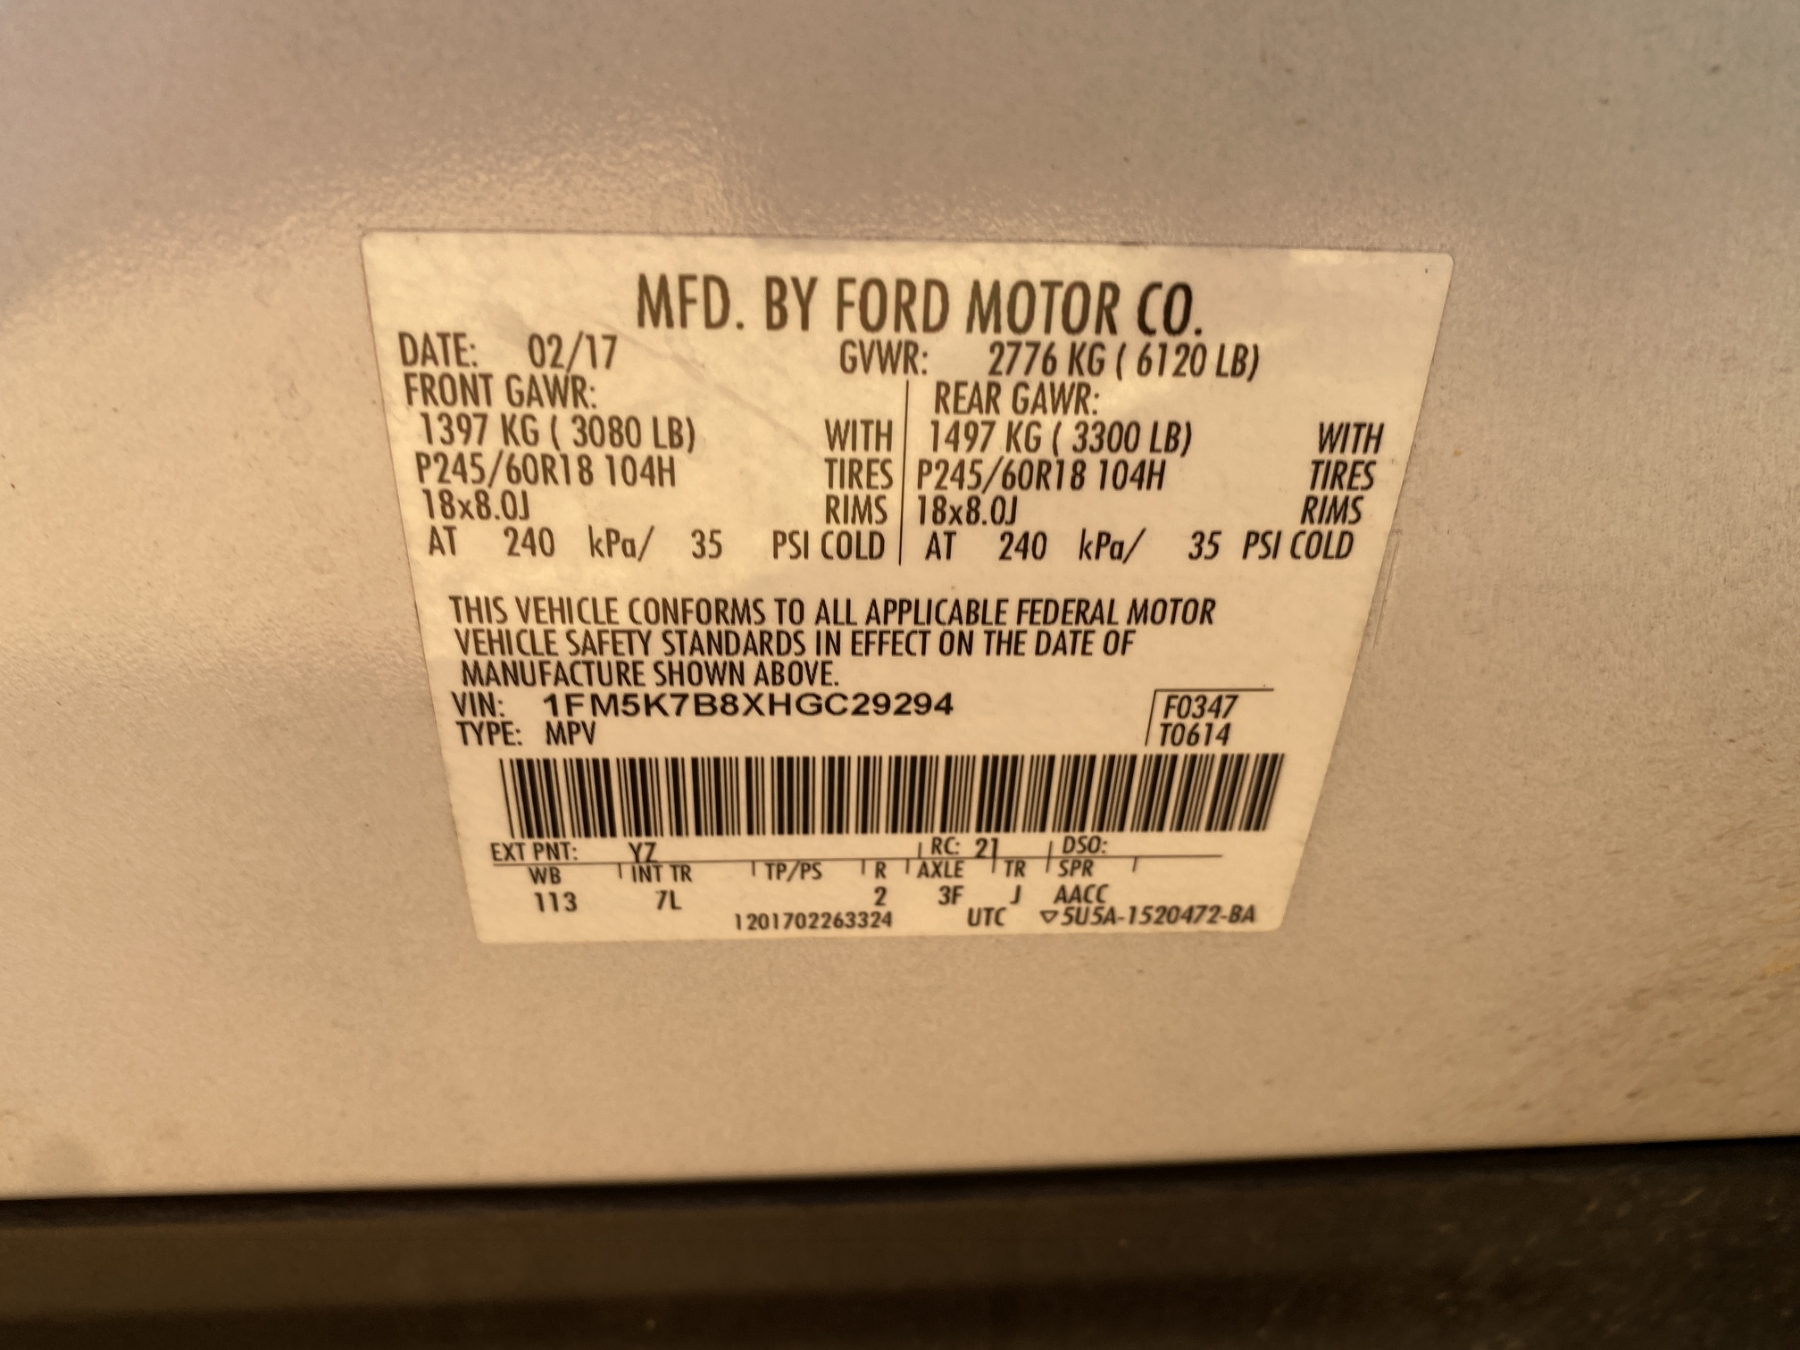 MFD. BY FORD MOTOR CO.
DATE: 02/17 GVWR: 2776 KG ( 6120 LB)
FRONT GAWR: REAR GAWR:
1397 KG ( 3080 LB) WITH 1497 KG ( 3300 LB) WITH
P245/60R18 104H TIRES P245/60R18 104H TIRES
18x8.0J RIMS 18x8.0J RIMS
AT 240 kPa/ 35 PSI COLD AT 240 kPa/ 35 PSI COLD
THIS VEHICLE CONFORMS TO ALL APPLICABLE FEDERAL MOTOR
VEHICLE SAFETY STANDARDS IN EFFECT ON THE DATE OF
MANUFACTURE SHOWN ABOVE.
VIN: 1FM5K7B8XHGC29294 F0347
TYPE: MPV T0614
EXT PNT: YZ RC: 21 DSO:
WB INT TR TP/PS R AXLE TR SPR
113 7L 2 3F J AACC
1201702263324 UTC ▽5U5A-1520472-BA